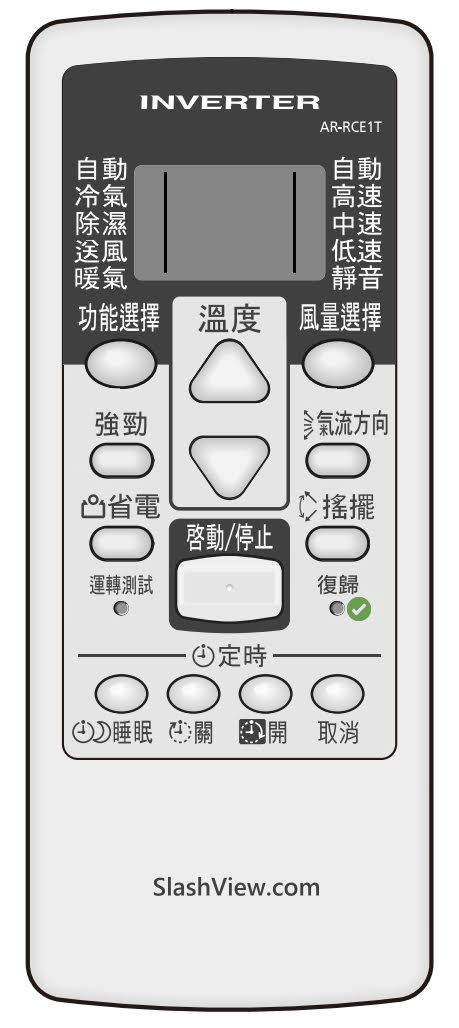 INVERTER
AR-RCE1T
自動
冷氣
除濕
送風
暖氣
自動
高速
中速
低速
靜音
功能選擇
溫度
風量選擇
強勁
氣流方向
省電
搖擺
啓動/停止
運轉測試
復歸
定時
睡眠
關
開
取消
SlashView.com